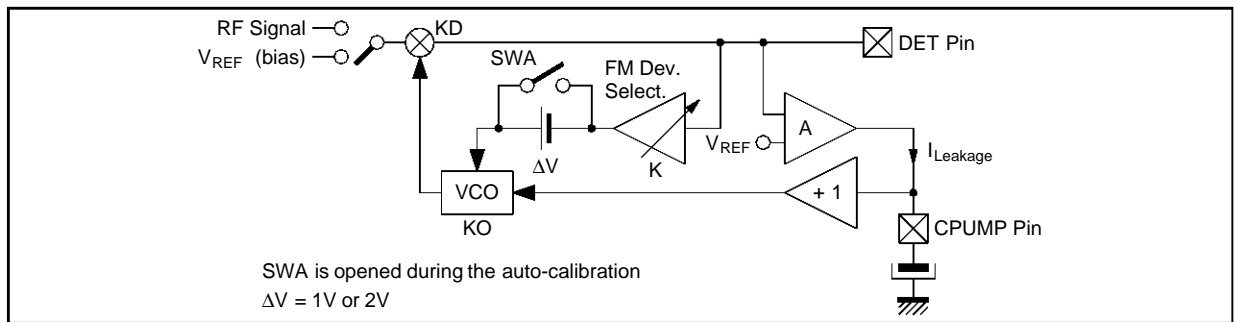 RF Signal
KD
V_REF (bias)
DET Pin
SWA
FM Dev.
Select.
A
V_REF
I_Leakage
ΔV
K
VCO
+ 1
KO
CPUMP Pin
SWA is opened during the auto-calibration
ΔV = 1V or 2V